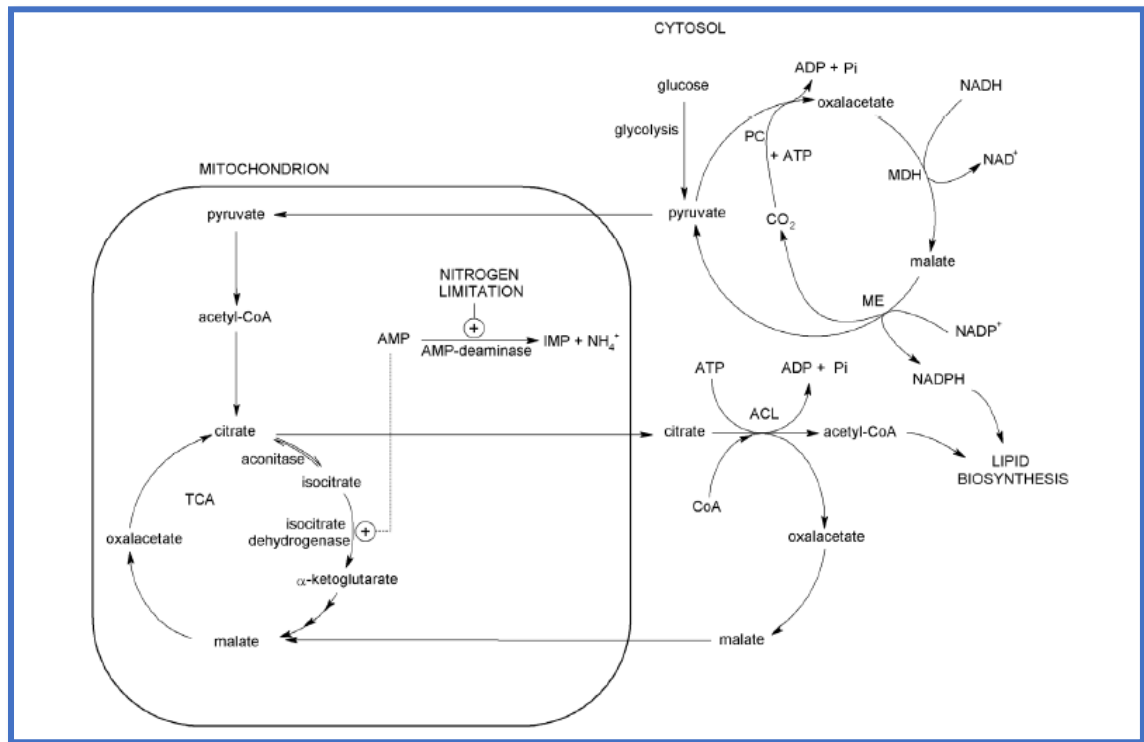 CYTOSOL
glucose
glycolysis
pyruvate
ADP + Pi
oxalacetate
PC
+ ATP
CO₂
NADH
MDH
NAD⁺
malate
ME
NADP⁺
NADPH
MITOCHONDRION
pyruvate
acetyl-CoA
NITROGEN
LIMITATION
+
AMP
AMP-deaminase
IMP + NH₄⁺
citrate
aconitase
isocitrate
TCA
isocitrate
dehydrogenase
+
α-ketoglutarate
oxalacetate
malate
ATP
ADP + Pi
citrate
ACL
acetyl-CoA
CoA
LIPID
BIOSYNTHESIS
oxalacetate
malate